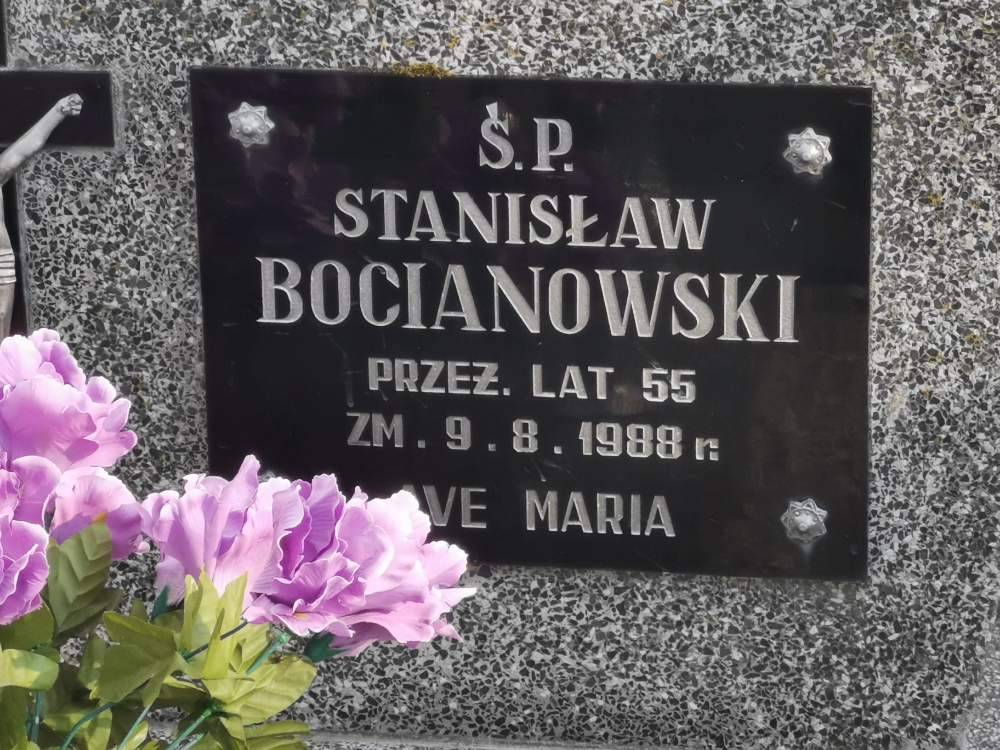 Ś.P.
STANISŁAW
BOCIANOWSKI
PRZEŻ. LAT 55
ZM. 9.8.1988 r.
AVE MARIA